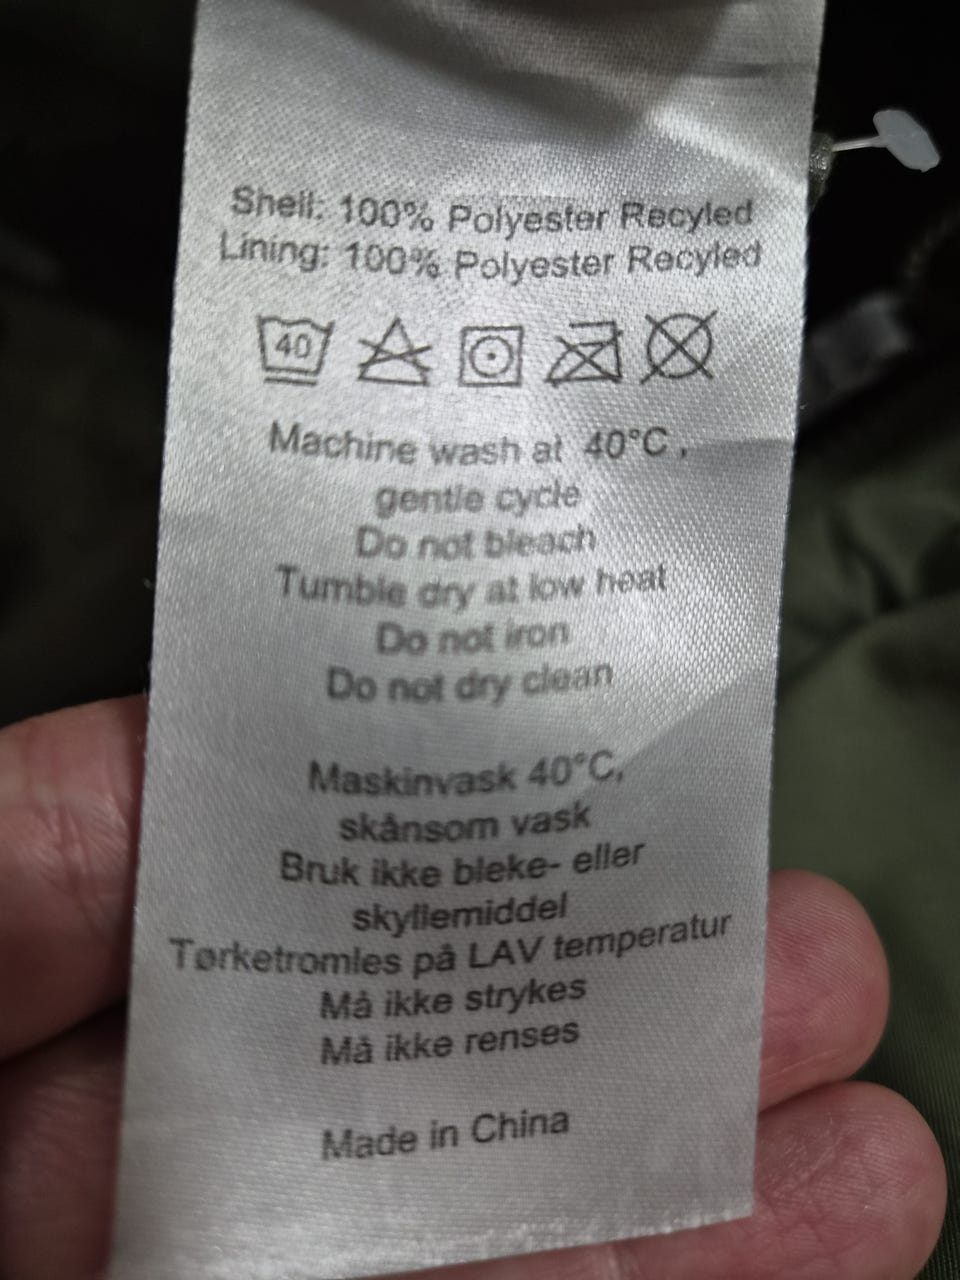 Shell: 100% Polyester Recyled
Lining: 100% Polyester Recyled
40
Machine wash at 40°C,
gentle cycle
Do not bleach
Tumble dry at low heat
Do not iron
Do not dry clean
Maskinvask 40°C,
skånsom vask
Bruk ikke bleke- eller
skyllemiddel
Tørketromles på LAV temperatur
Må ikke strykes
Må ikke renses
Made in China